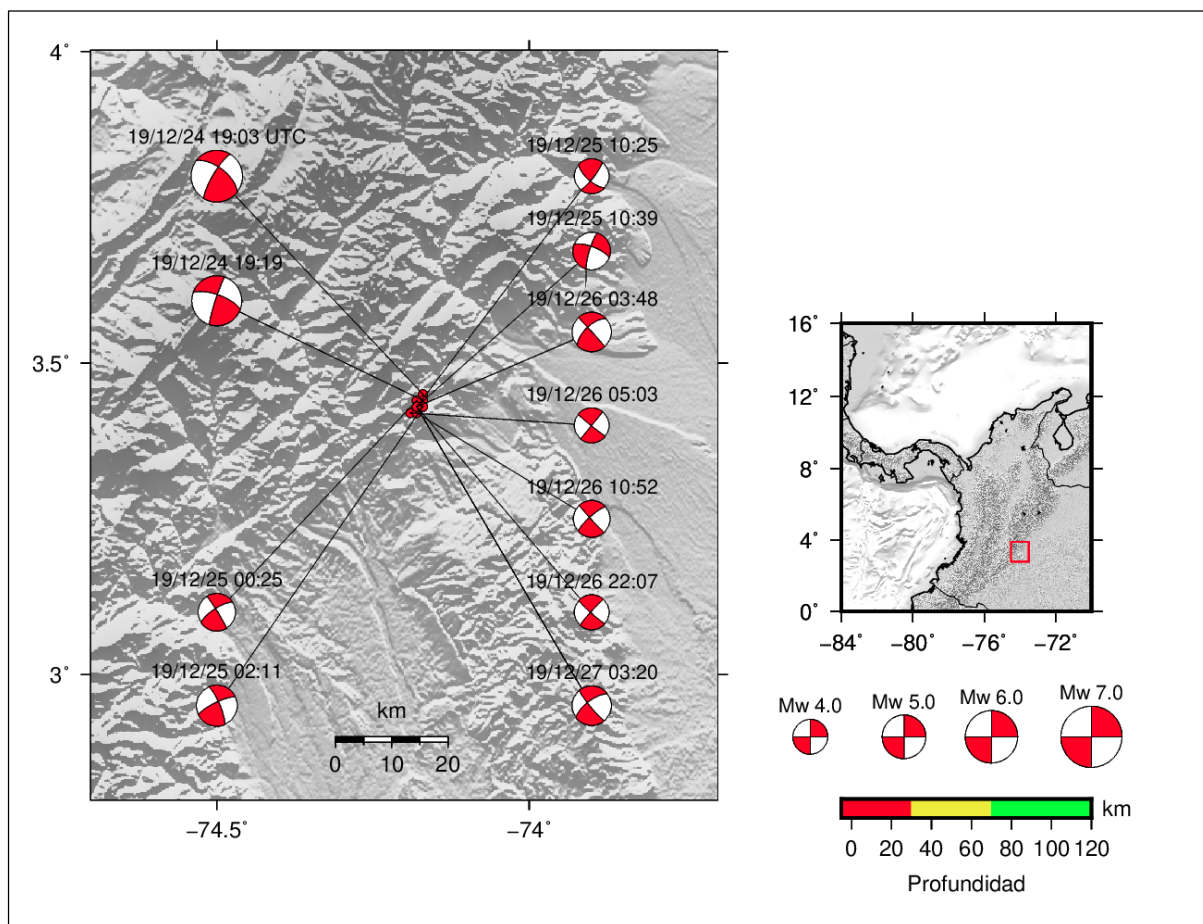 4°
3.5°
3°
−74.5°
−74°
19/12/24 19:03 UTC
19/12/24 19:19
19/12/25 00:25
19/12/25 02:11
19/12/25 10:25
19/12/25 10:39
19/12/26 03:48
19/12/26 05:03
19/12/26 10:52
19/12/26 22:07
19/12/27 03:20
km
0 10 20
16°
12°
8°
4°
0°
−84° −80° −76° −72°
Mw 4.0 Mw 5.0 Mw 6.0 Mw 7.0
km
0 20 40 60 80 100 120
Profundidad